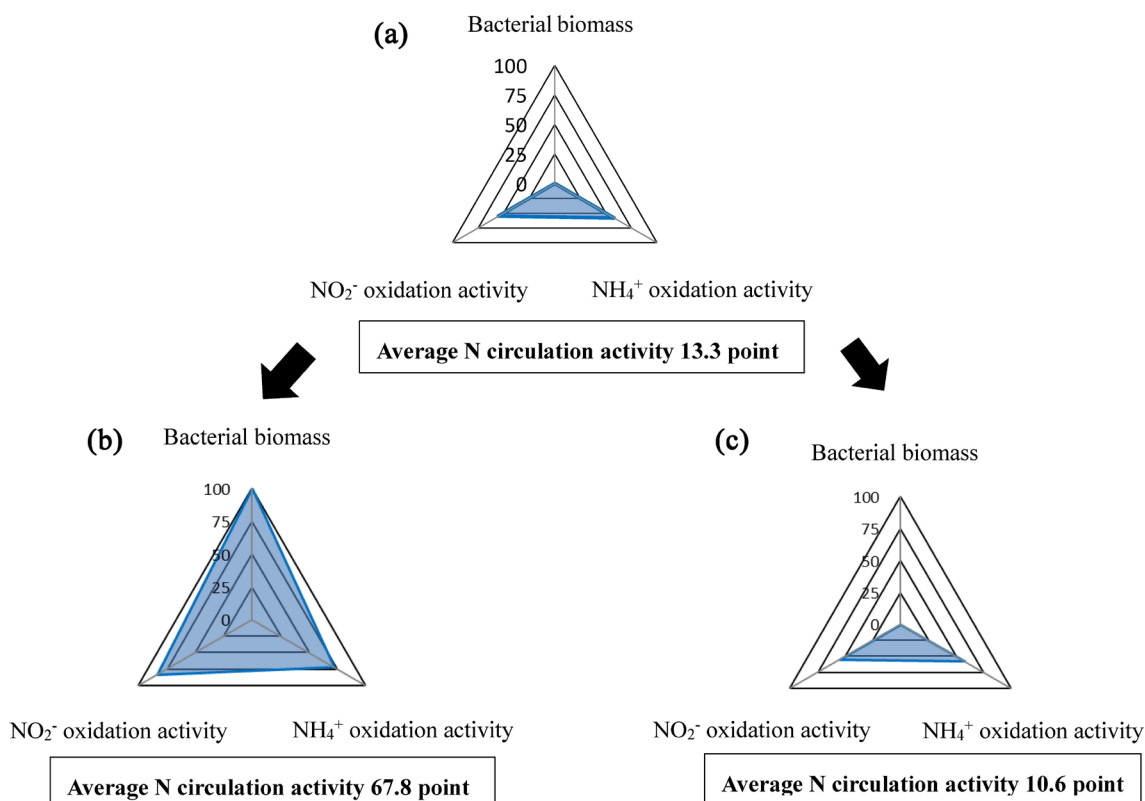 (a)
Bacterial biomass
100
75
50
25
0
NO₂⁻ oxidation activity
NH₄⁺ oxidation activity
Average N circulation activity 13.3 point
(b)
Bacterial biomass
100
75
50
25
0
NO₂⁻ oxidation activity
NH₄⁺ oxidation activity
Average N circulation activity 67.8 point
(c)
Bacterial biomass
100
75
50
25
0
NO₂⁻ oxidation activity
NH₄⁺ oxidation activity
Average N circulation activity 10.6 point